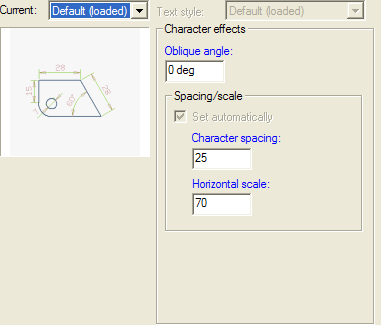 Current: Default (loaded)
Text style: Default (loaded)
28
15
60°
28
Character effects
Oblique angle:
0 deg
Spacing/scale
Set automatically
Character spacing:
25
Horizontal scale:
70